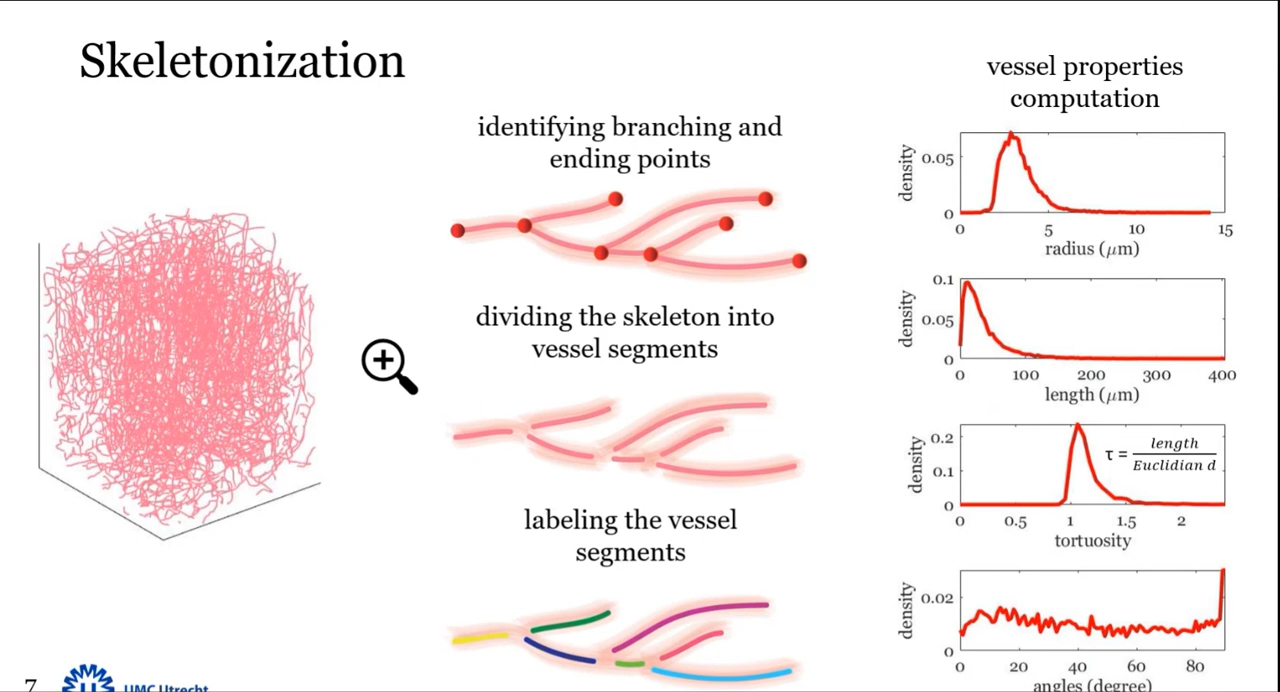 Skeletonization
identifying branching and
ending points
dividing the skeleton into
vessel segments
labeling the vessel
segments
vessel properties
computation
density
0.05
0
0 5 10 15
radius (μm)
density
0.1
0.05
0
0 100 200 300 400
length (μm)
density
0.2
0.1
0
τ = length
Euclidian d
0 0.5 1 1.5 2
tortuosity
density
0.02
0
0 20 40 60 80
angles (degree)
7
UMC Utrecht